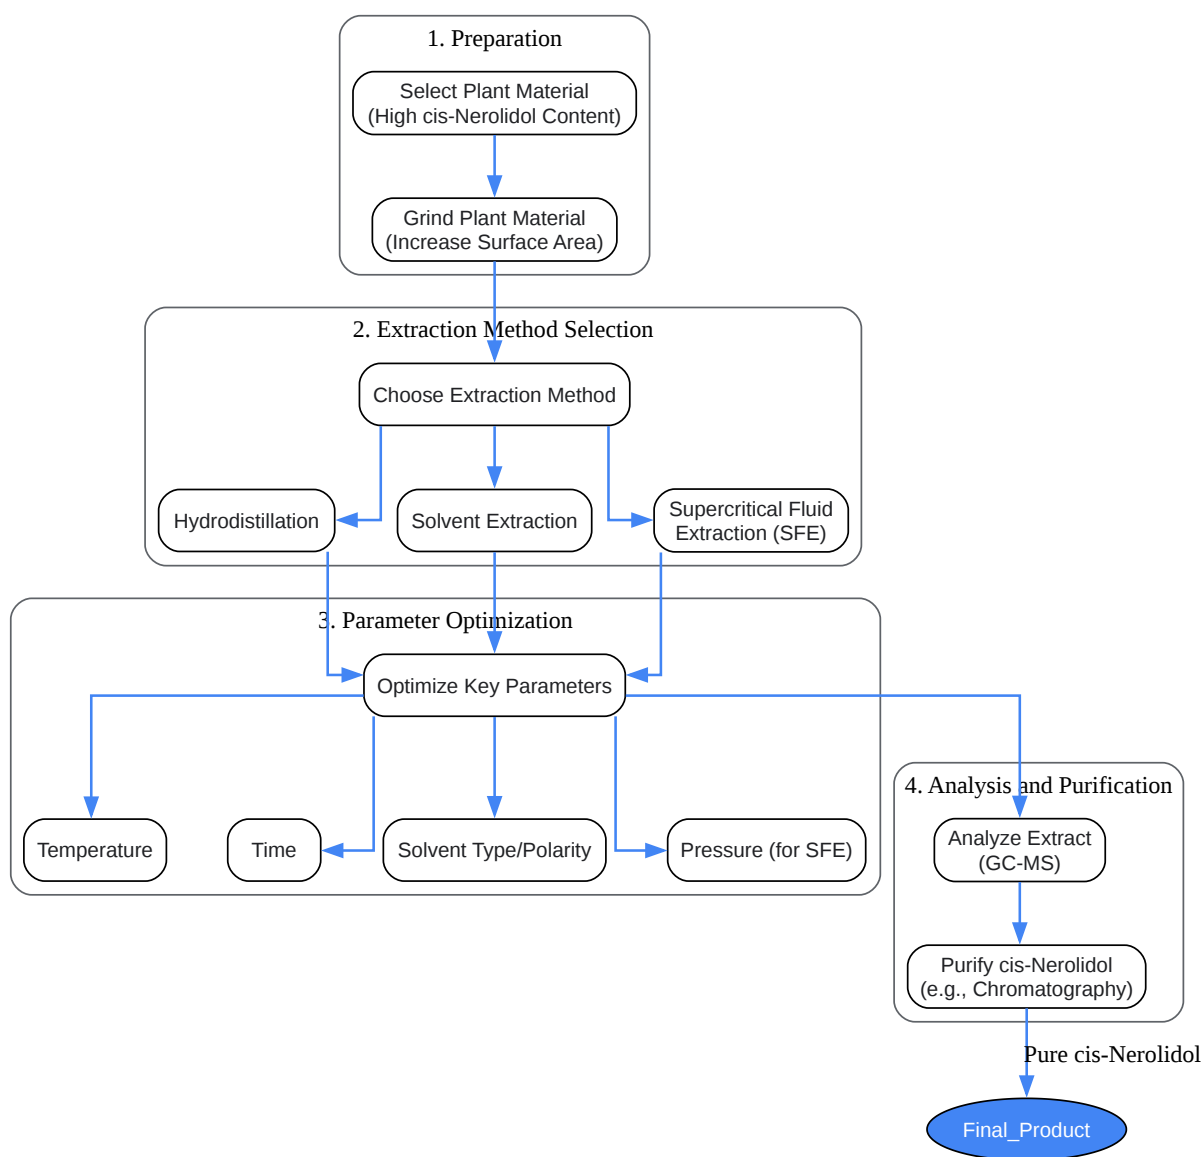 1. Preparation
Select Plant Material
(High cis-Nerolidol Content)
Grind Plant Material
(Increase Surface Area)
2. Extraction Method Selection
Choose Extraction Method
Hydrodistillation
Solvent Extraction
Supercritical Fluid
Extraction (SFE)
3. Parameter Optimization
Optimize Key Parameters
Temperature
Time
Solvent Type/Polarity
Pressure (for SFE)
4. Analysis and Purification
Analyze Extract
(GC-MS)
Purify cis-Nerolidol
(e.g., Chromatography)
Pure cis-Nerolidol
Final_Product